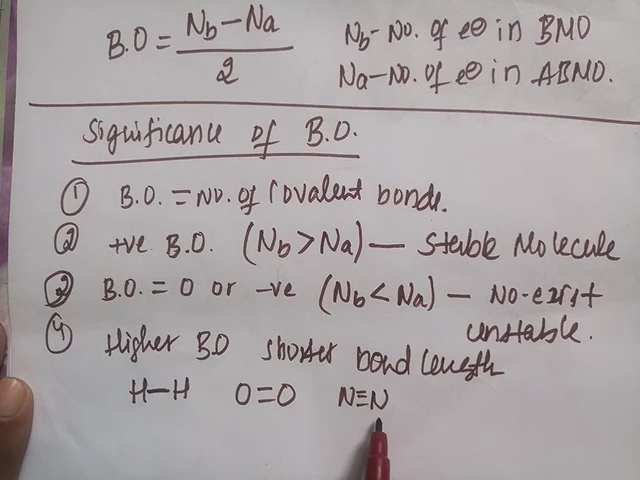 B.O = Nb-Na / 2
Nb-No. of e⊖ in BMO
Na-No. of e⊖ in ABMO.
Significance of B.O.
① B.O. = No. of Covalent bonds.
② +ve B.O. (Nb > Na) — stable Molecule
③ B.O. = 0 or -ve (Nb < Na) — No-exist
unstable.
④ Higher BO shorter bond length
H-H O=O N≡N